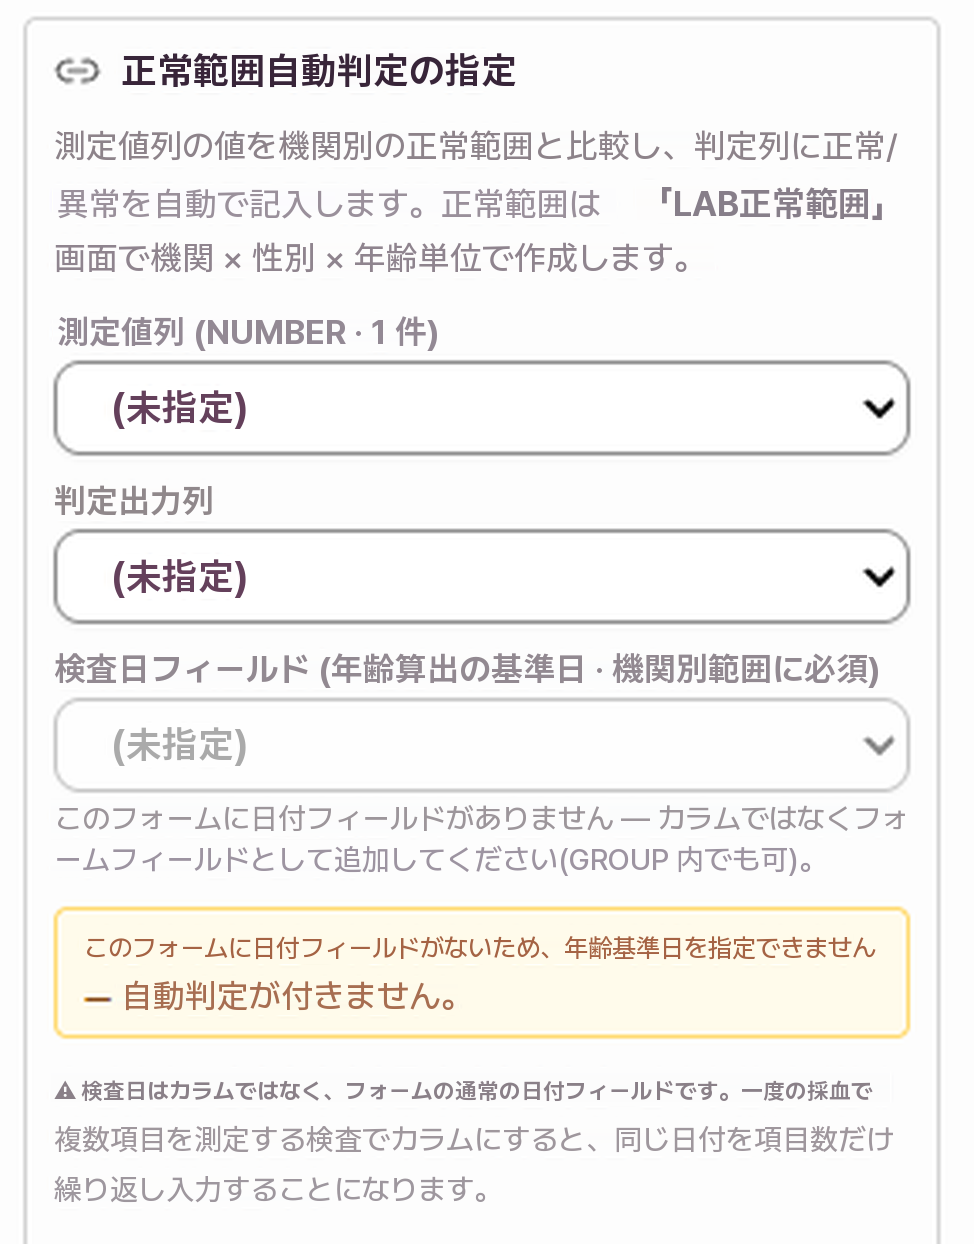 正常範囲自動判定の指定
測定値列の値を機関別の正常範囲と比較し、判定列に正常/
異常を自動で記入します。正常範囲は 「LAB正常範囲」
画面で機関 × 性別 × 年齢単位で作成します。
測定値列 (NUMBER · 1 件)
(未指定)
判定出力列
(未指定)
検査日フィールド (年齢算出の基準日 · 機関別範囲に必須)
(未指定)
このフォームに日付フィールドがありません — カラムではなくフォ
ームフィールドとして追加してください(GROUP 内でも可)。
このフォームに日付フィールドがないため、年齢基準日を指定できません
— 自動判定が付きません。
⚠ 検査日はカラムではなく、フォームの通常の日付フィールドです。一度の採血で
複数項目を測定する検査でカラムにすると、同じ日付を項目数だけ
繰り返し入力することになります。